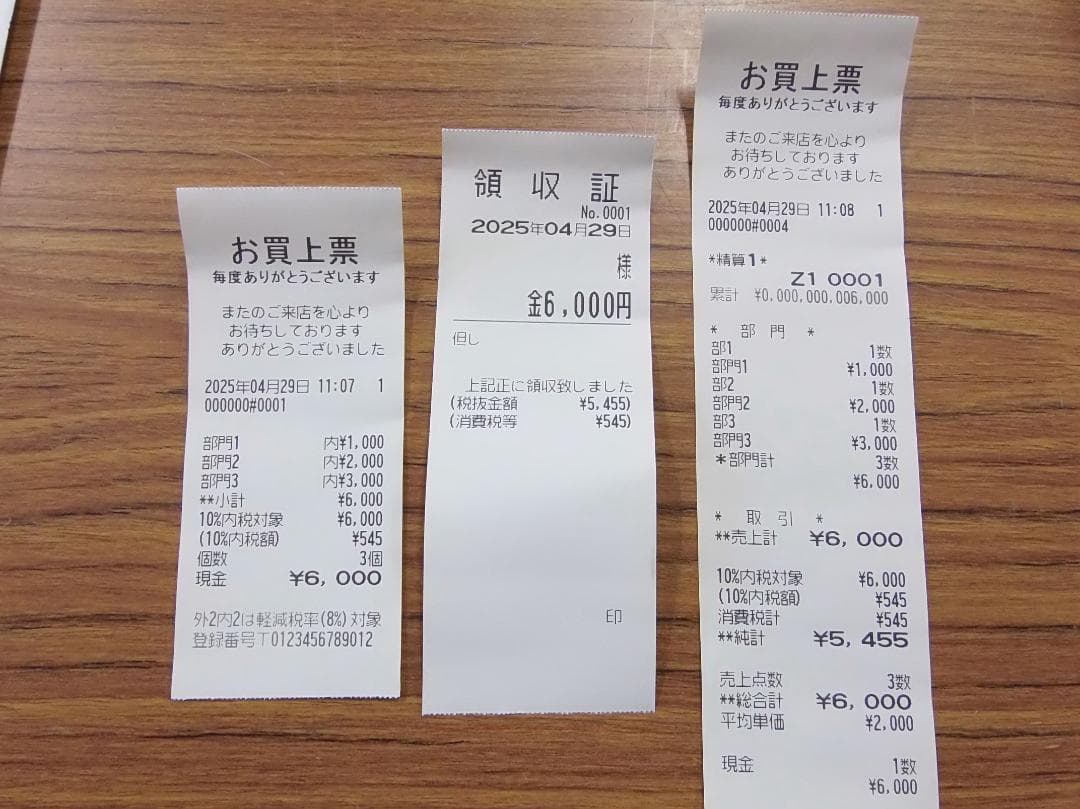 お買上票
毎度ありがとうございます
またのご来店を心より
お待ちしております
ありがとうございました
2025年04月29日 11:07 1
000000#0001
部門1 内¥1,000
部門2 内¥2,000
部門3 内¥3,000
**小計 ¥6,000
10%内税対象 ¥6,000
(10%内税額) ¥545
個数 3個
現金 ¥6,000
外2内2は軽減税率(8%)対象
登録番号T0123456789012
領収証
No.0001
2025年04月29日
様
金6,000円
但し
上記正に領収致しました
(税抜金額 ¥5,455)
(消費税等 ¥545)
印
お買上票
毎度ありがとうございます
またのご来店を心より
お待ちしております
ありがとうございました
2025年04月29日 11:08 1
000000#0004
*精算1*
Z1 0001
累計 ¥0,000,000,006,000
* 部門 *
部1 1数
部門1 ¥1,000
部2 1数
部門2 ¥2,000
部3 1数
部門3 ¥3,000
*部門計 3数
¥6,000
* 取引 *
**売上計 ¥6,000
10%内税対象 ¥6,000
(10%内税額) ¥545
消費税計 ¥545
**純計 ¥5,455
売上点数 3数
**総合計 ¥6,000
平均単価 ¥2,000
現金 1数
¥6,000